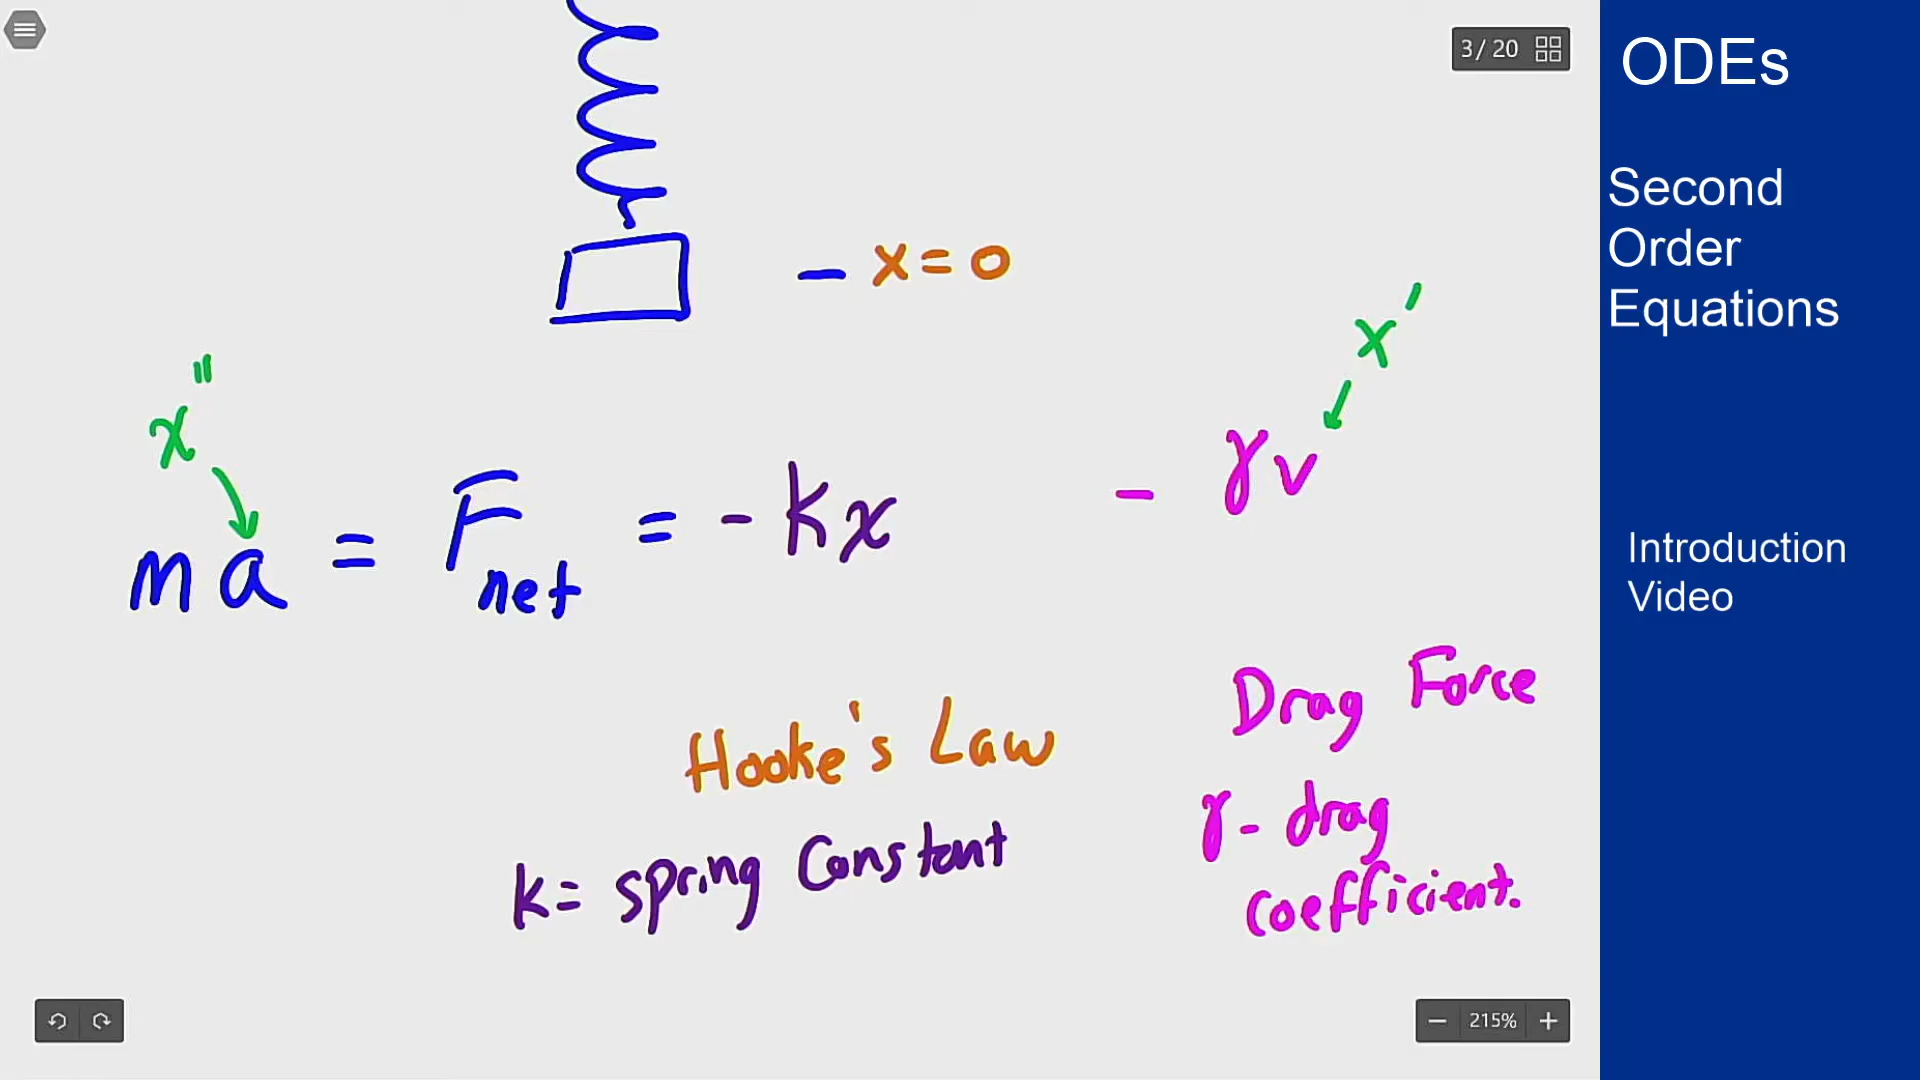 3 / 20
ODEs
Second
Order
Equations
Introduction
Video
x = 0
x''
x'
ma = F net = - kx - γv
Hooke's Law
k = spring Constant
Drag Force
γ - drag
coefficient.
215%